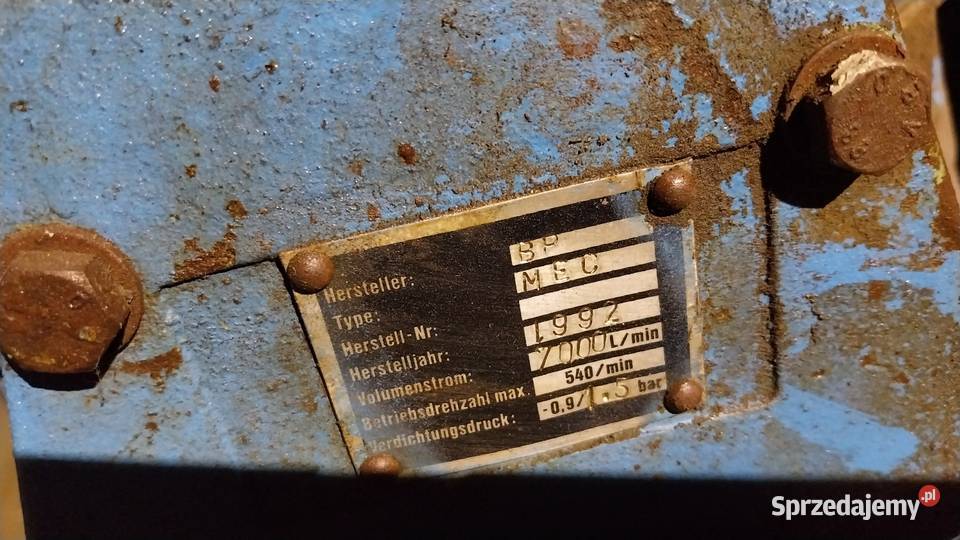 Hersteller: BP
Type: MEC
Herstell-Nr:
Herstelljahr: 1992
Volumenstrom: 7000 L/min
Betriebsdrehzahl max. 540/min
Verdichtungsdruck: -0,9/1.5 bar
Sprzedajemy.pl